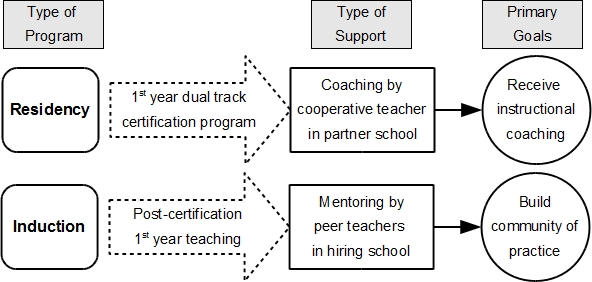 Type of
Program
Type of
Support
Primary
Goals
Residency
1st year dual track
certification program
Coaching by
cooperative teacher
in partner school
Receive
instructional
coaching
Induction
Post-certification
1st year teaching
Mentoring by
peer teachers
in hiring school
Build
community of
practice